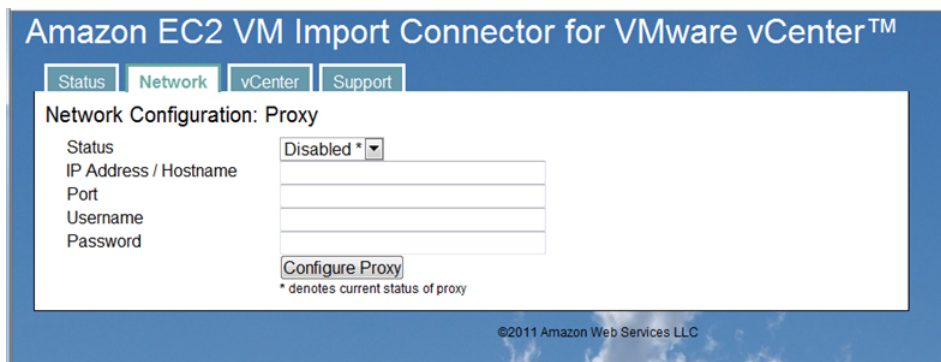 Amazon EC2 VM Import Connector for VMware vCenter™
Status Network vCenter Support
Network Configuration: Proxy
Status Disabled *
IP Address / Hostname
Port
Username
Password
Configure Proxy
* denotes current status of proxy
©2011 Amazon Web Services LLC